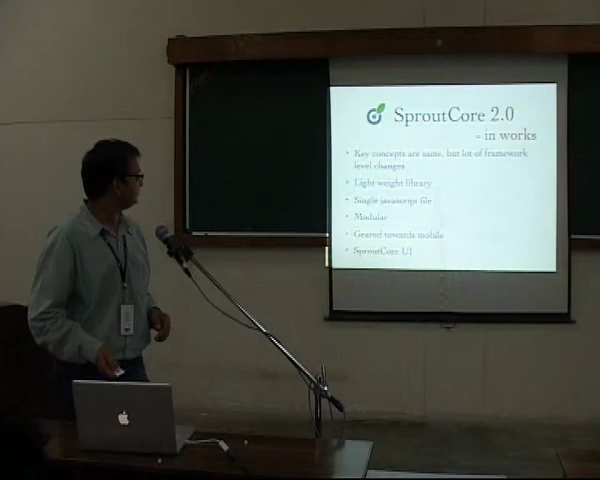 SproutCore 2.0
- in works
• Key concepts are same, but lot of framework
level changes
• Light weight library
• Single javascript file
• Modular
• Geared towards mobile
• SproutCore UI